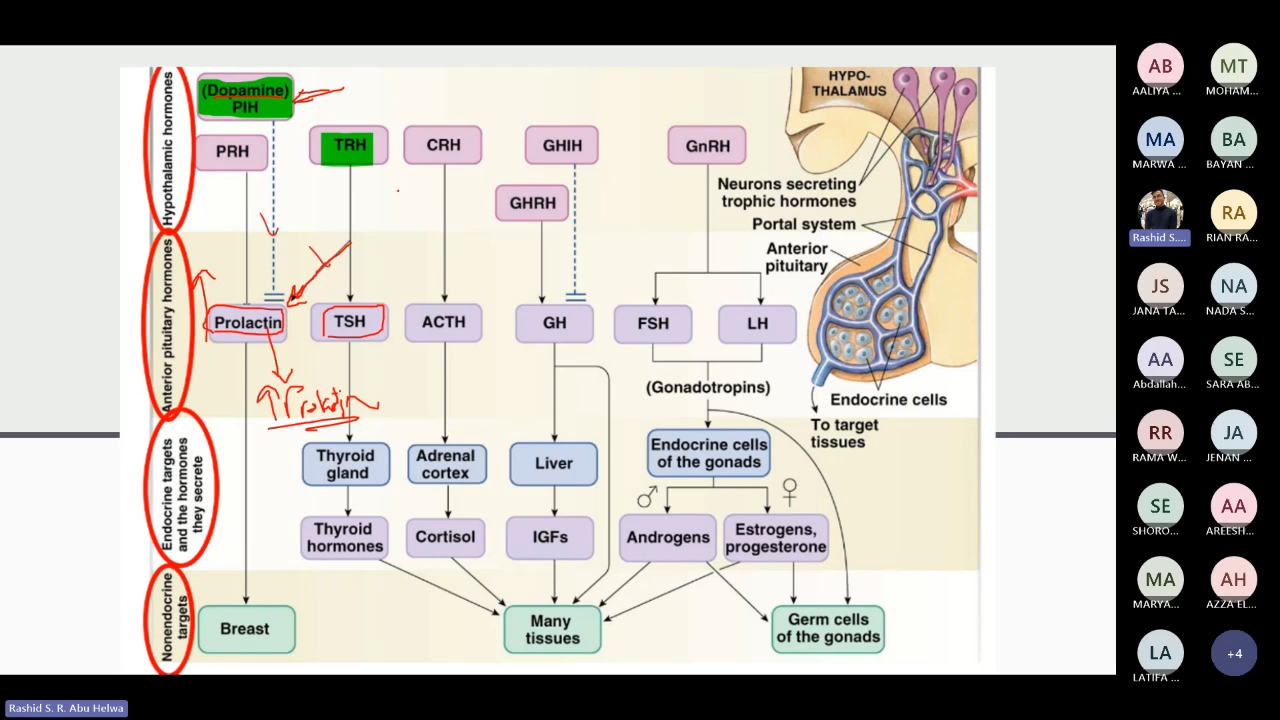 Hypothalamic hormones
(Dopamine)
PIH
PRH
TRH
CRH
GHIH
GHRH
GnRH
HYPO-
THALAMUS
Neurons secreting
trophic hormones
Portal system
Anterior
pituitary
Endocrine cells
To target
tissues
Anterior pituitary hormones
Prolactin
TSH
ACTH
GH
FSH
LH
(Gonadotropins)
↑Prolactin
Endocrine targets
and the hormones
they secrete
Thyroid
gland
Adrenal
cortex
Liver
Endocrine cells
of the gonads
♂
♀
Thyroid
hormones
Cortisol
IGFs
Androgens
Estrogens,
progesterone
Nonendocrine
targets
Breast
Many
tissues
Germ cells
of the gonads
AB
AALIYA ...
MT
MOHAM...
MA
MARWA ...
BA
BAYAN ...
Rashid S....
RA
RIAN RA...
JS
JANA TA...
NA
NADA S...
AA
Abdallah...
SE
SARA AB...
RR
RAMA W...
JA
JENAN ...
SE
SHORO...
AA
AREESH...
MA
MARYA...
AH
AZZA EL...
LA
LATIFA ...
+4
Rashid S. R. Abu Helwa